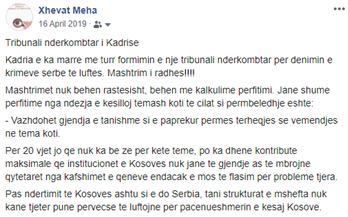 Xhevat Meha
16 April 2019
Tribunali nderkombtar i Kadrise
Kadria e ka marre me turr formimin e nje tribunali nderkombtar per denimin e
krimeve serbe te luftes. Mashtrim i radhes!!!!
Mashtrimet nuk behen rastesisht, behen me kalkulime perfitimi. Jane shume
perfitime nga ndezja e kesilloj temash koti te cilat si permbeledhje eshte:
- Vazhdohet gjendja e tanishme si e paprekur permes terheqjes se vemendjes
ne tema koti.
Per 20 vjet jo qe nuk ka be ze per kete teme, po ka dhene kontribute
maksimale qe institucionet e Kosoves nuk jane te gjendje as te mbrojne
qytetaret nga kafshimet e qeneve endacak e mos te flasim per probleme tjera.
Pas ndertimit te Kosoves ashtu si e do Serbia, tani strukturat e mshefta nuk
kane tjeter pune pervecse te luftojne per pacenueshmerin e kesaj Kosove.